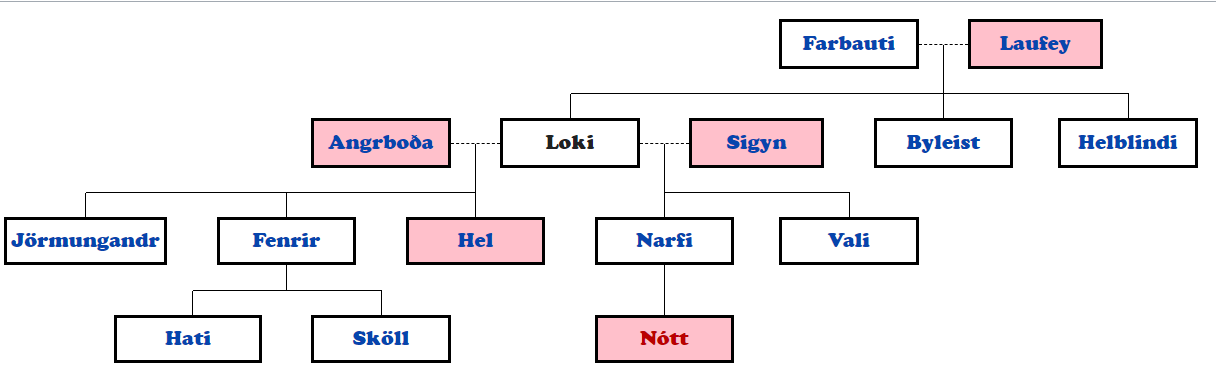 Farbauti
Laufey
Angrboða
Loki
Sigyn
Byleist
Helblindi
Jörmungandr
Fenrir
Hel
Narfi
Vali
Hati
Sköll
Nótt